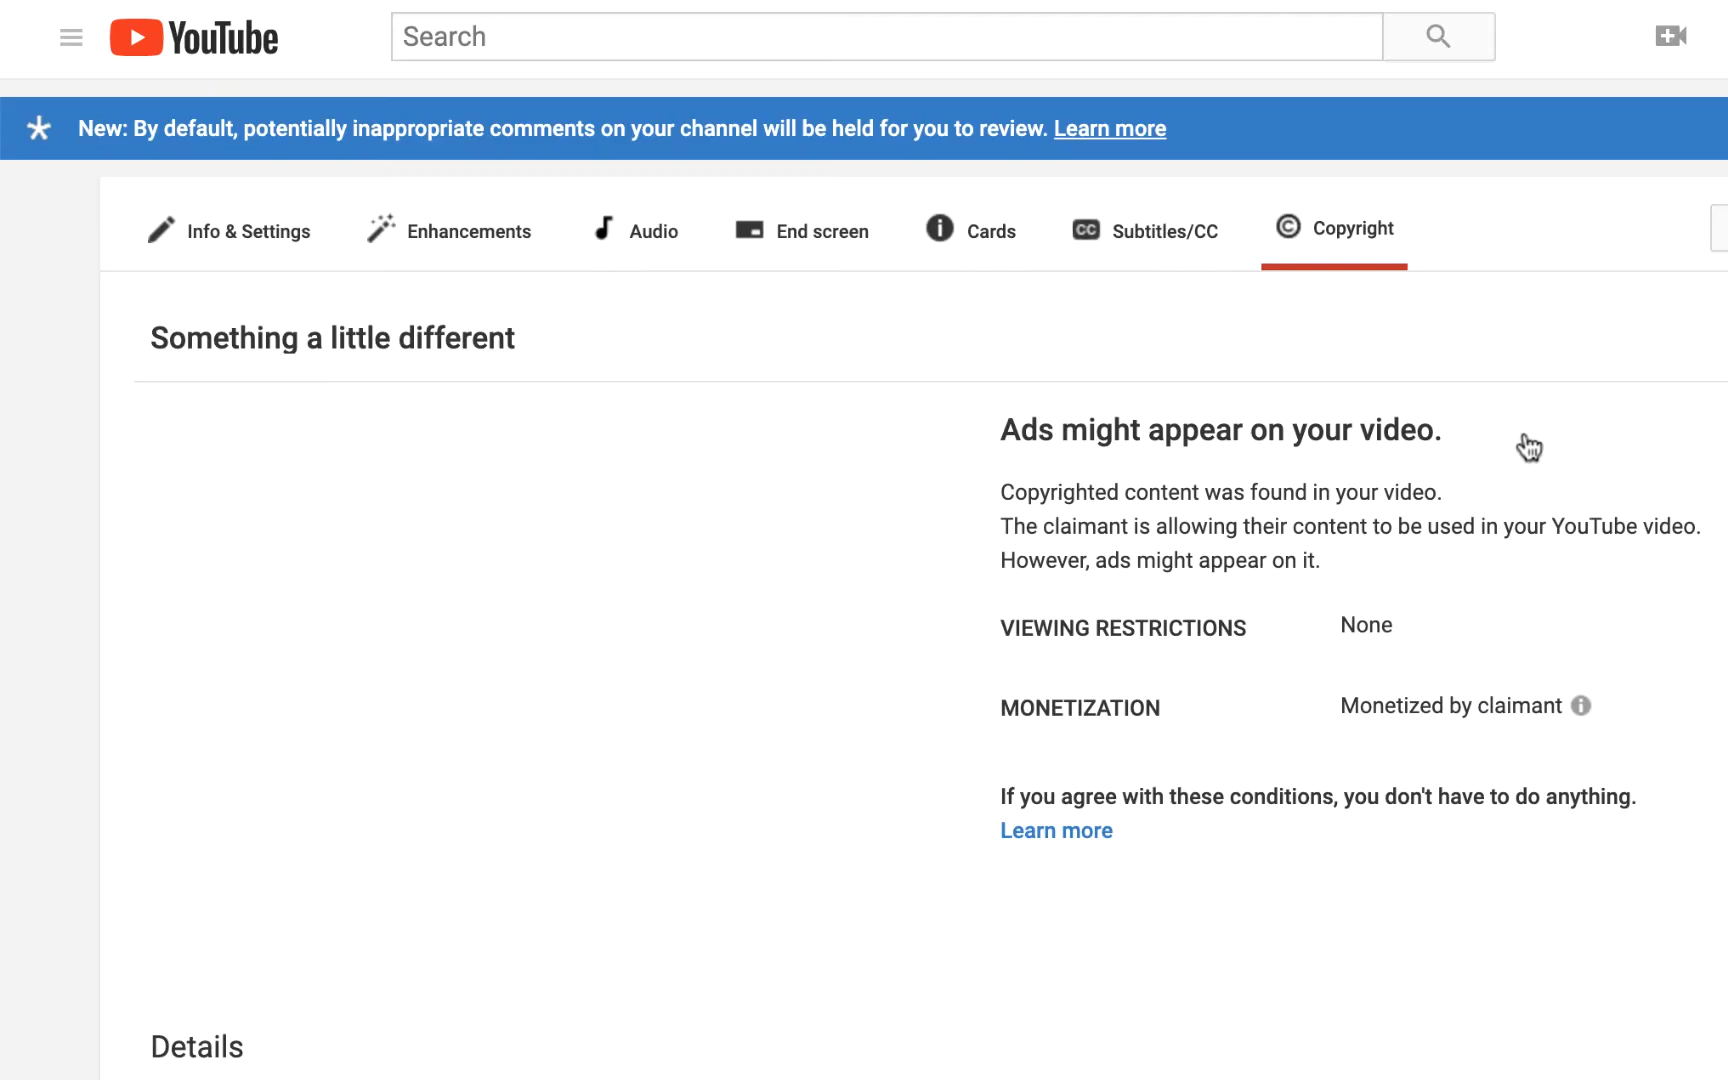 YouTube
Search
New: By default, potentially inappropriate comments on your channel will be held for you to review. Learn more
Info & Settings
Enhancements
Audio
End screen
Cards
CC Subtitles/CC
Copyright
Something a little different
Ads might appear on your video.
Copyrighted content was found in your video.
The claimant is allowing their content to be used in your YouTube video.
However, ads might appear on it.
VIEWING RESTRICTIONS None
MONETIZATION Monetized by claimant
If you agree with these conditions, you don't have to do anything.
Learn more
Details